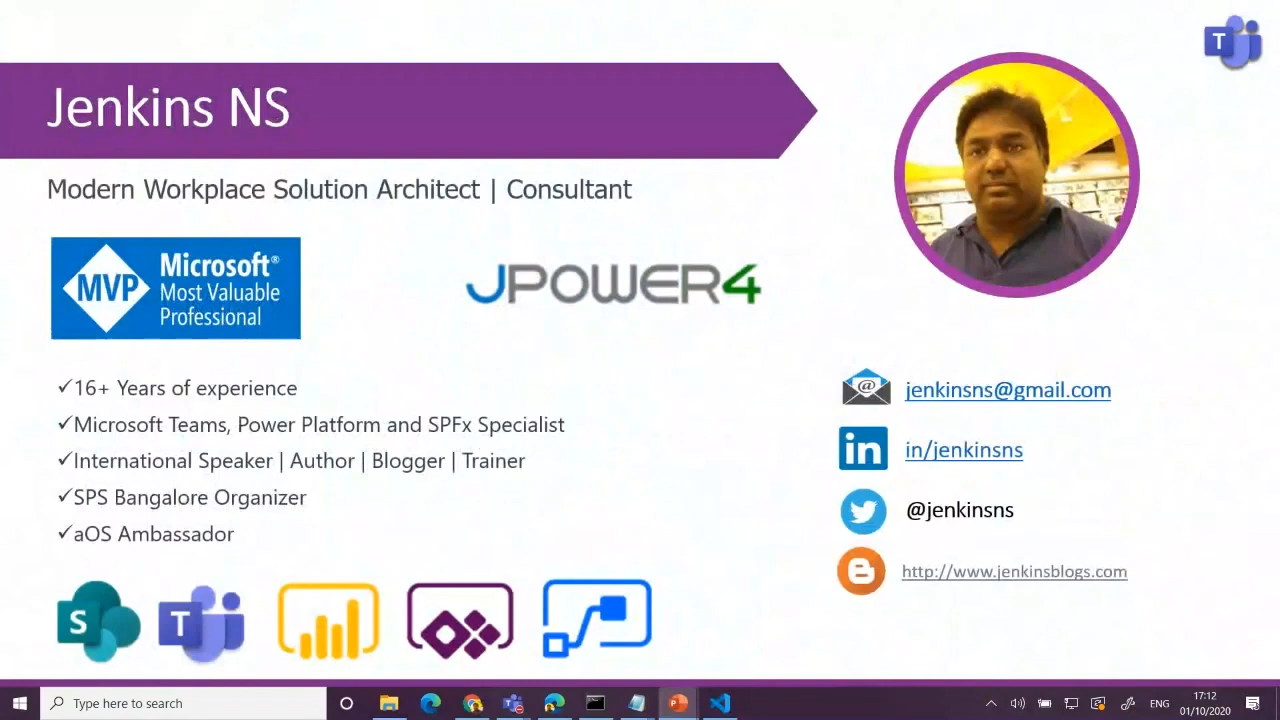 T
Jenkins NS
Modern Workplace Solution Architect | Consultant
MVP
Microsoft®
Most Valuable
Professional
JPOWER4
✓16+ Years of experience
✓Microsoft Teams, Power Platform and SPFx Specialist
✓International Speaker | Author | Blogger | Trainer
✓SPS Bangalore Organizer
✓aOS Ambassador
@ jenkinsns@gmail.com
in in/jenkinsns
@jenkinsns
http://www.jenkinsblogs.com
S
T
Type here to search
ENG
17:12
01/10/2020